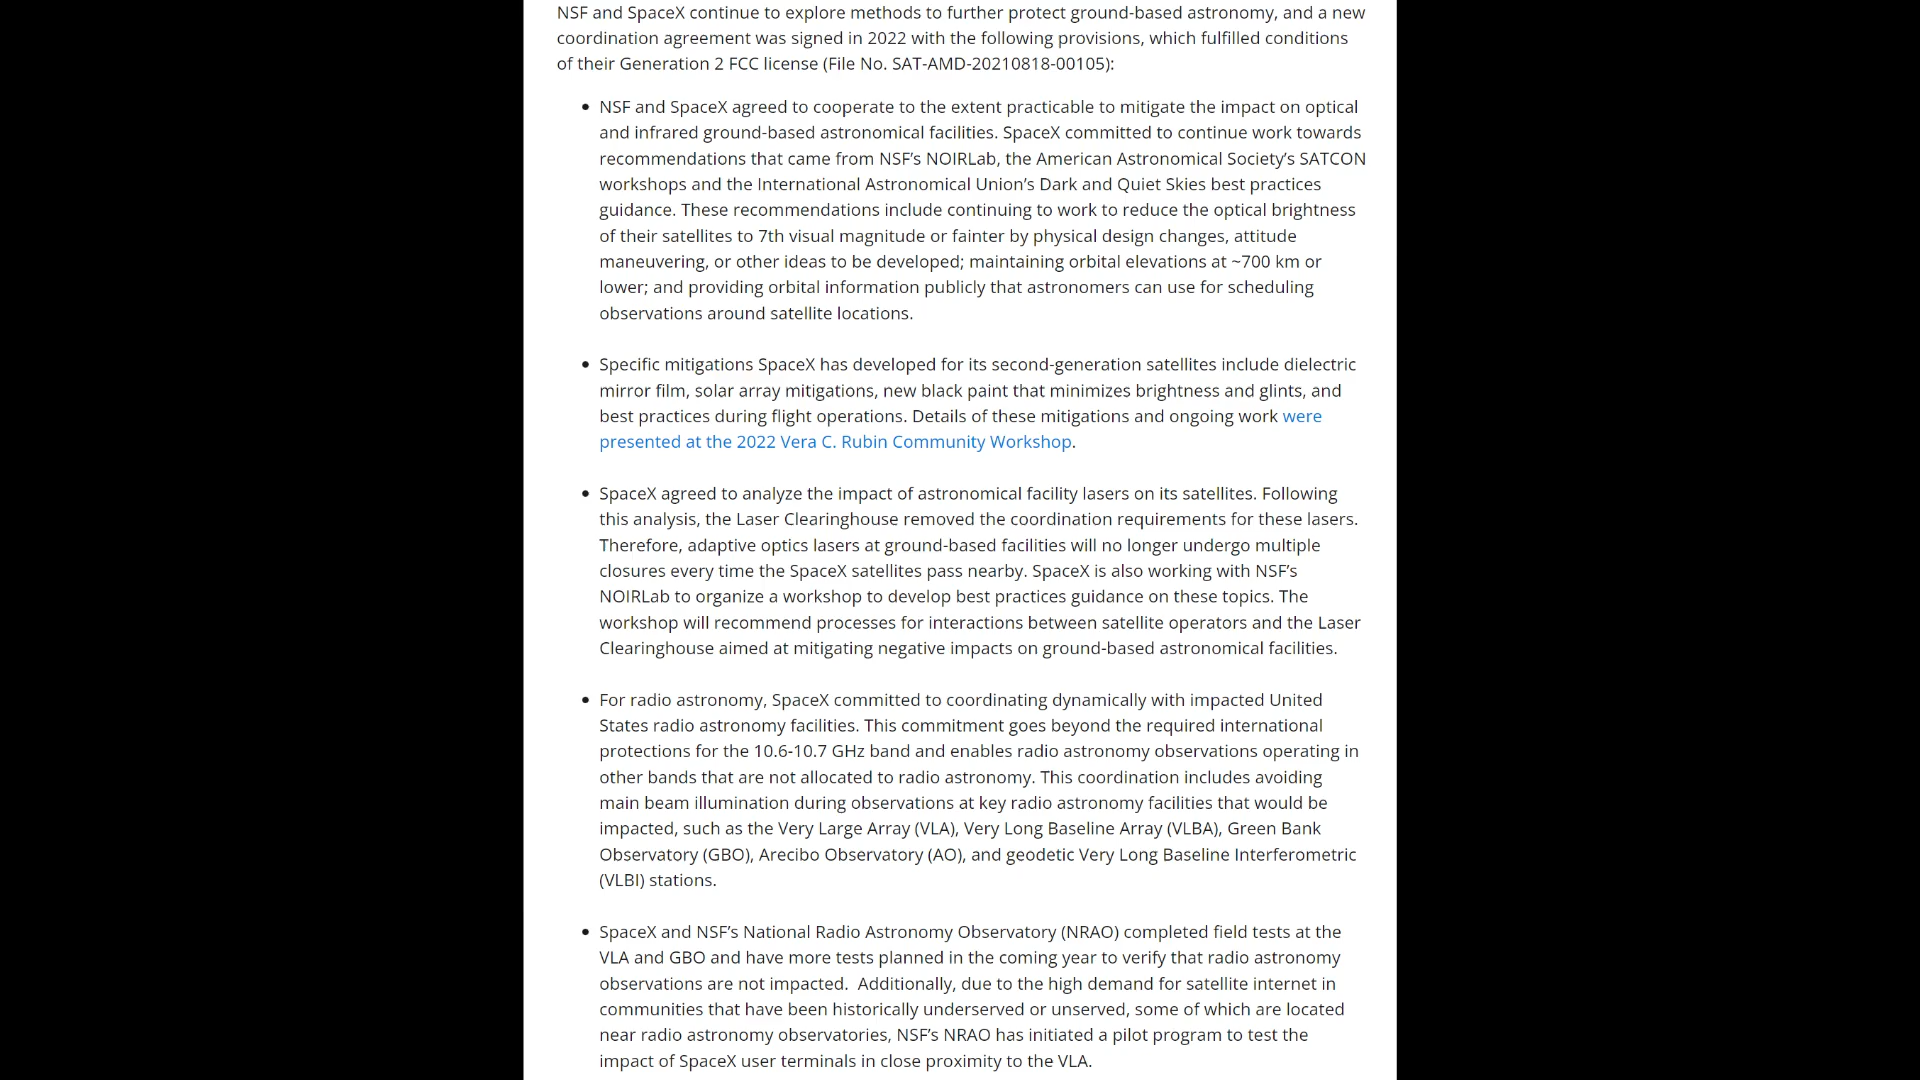 NSF and SpaceX continue to explore methods to further protect ground-based astronomy, and a new
coordination agreement was signed in 2022 with the following provisions, which fulfilled conditions
of their Generation 2 FCC license (File No. SAT-AMD-20210818-00105):
• NSF and SpaceX agreed to cooperate to the extent practicable to mitigate the impact on optical
and infrared ground-based astronomical facilities. SpaceX committed to continue work towards
recommendations that came from NSF’s NOIRLab, the American Astronomical Society’s SATCON
workshops and the International Astronomical Union’s Dark and Quiet Skies best practices
guidance. These recommendations include continuing to work to reduce the optical brightness
of their satellites to 7th visual magnitude or fainter by physical design changes, attitude
maneuvering, or other ideas to be developed; maintaining orbital elevations at ~700 km or
lower; and providing orbital information publicly that astronomers can use for scheduling
observations around satellite locations.
• Specific mitigations SpaceX has developed for its second-generation satellites include dielectric
mirror film, solar array mitigations, new black paint that minimizes brightness and glints, and
best practices during flight operations. Details of these mitigations and ongoing work were
presented at the 2022 Vera C. Rubin Community Workshop.
• SpaceX agreed to analyze the impact of astronomical facility lasers on its satellites. Following
this analysis, the Laser Clearinghouse removed the coordination requirements for these lasers.
Therefore, adaptive optics lasers at ground-based facilities will no longer undergo multiple
closures every time the SpaceX satellites pass nearby. SpaceX is also working with NSF’s
NOIRLab to organize a workshop to develop best practices guidance on these topics. The
workshop will recommend processes for interactions between satellite operators and the Laser
Clearinghouse aimed at mitigating negative impacts on ground-based astronomical facilities.
• For radio astronomy, SpaceX committed to coordinating dynamically with impacted United
States radio astronomy facilities. This commitment goes beyond the required international
protections for the 10.6-10.7 GHz band and enables radio astronomy observations operating in
other bands that are not allocated to radio astronomy. This coordination includes avoiding
main beam illumination during observations at key radio astronomy facilities that would be
impacted, such as the Very Large Array (VLA), Very Long Baseline Array (VLBA), Green Bank
Observatory (GBO), Arecibo Observatory (AO), and geodetic Very Long Baseline Interferometric
(VLBI) stations.
• SpaceX and NSF’s National Radio Astronomy Observatory (NRAO) completed field tests at the
VLA and GBO and have more tests planned in the coming year to verify that radio astronomy
observations are not impacted.  Additionally, due to the high demand for satellite internet in
communities that have been historically underserved or unserved, some of which are located
near radio astronomy observatories, NSF’s NRAO has initiated a pilot program to test the
impact of SpaceX user terminals in close proximity to the VLA.